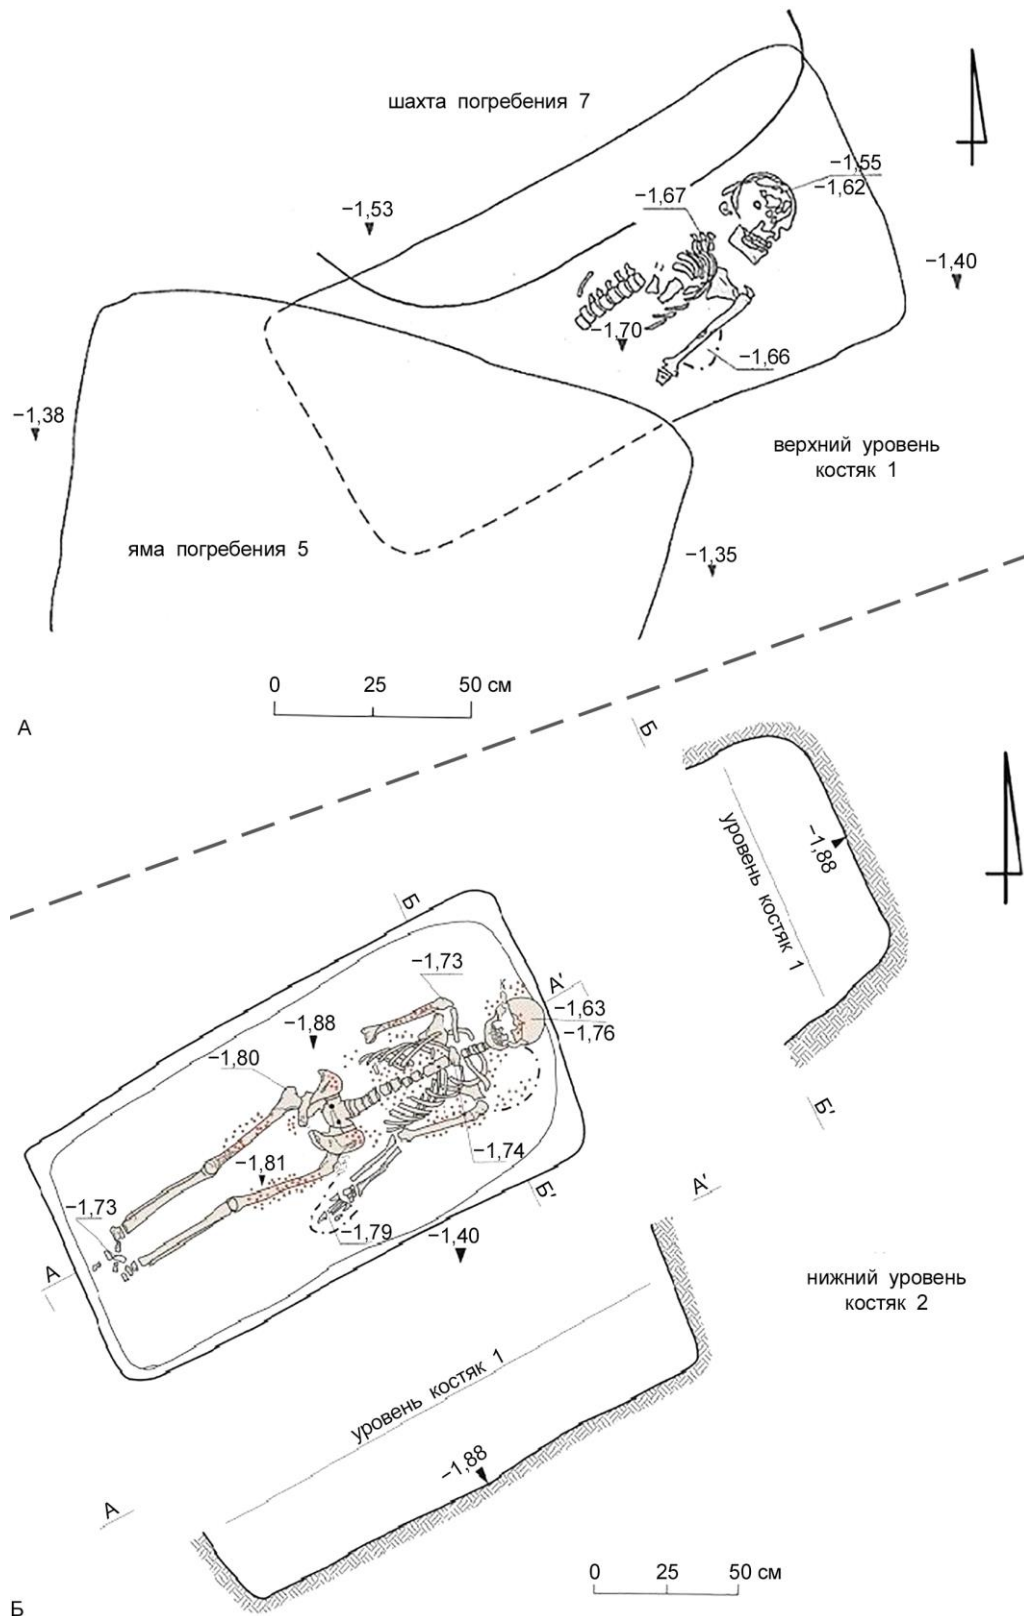 шахта погребения 7
−1,55
−1,62
−1,67
−1,53
−1,40
−1,70
−1,66
−1,38
верхний уровень
костяк 1
яма погребения 5
−1,35
0 25 50 см
А
Б
уровень костяк 1
−1,88
Б'
Б
−1,73
А'
−1,63
−1,76
−1,88
−1,80
−1,74
−1,81
−1,73
Б'
−1,79
−1,40
А
А'
нижний уровень
костяк 2
уровень костяк 1
−1,88
А
0 25 50 см
Б